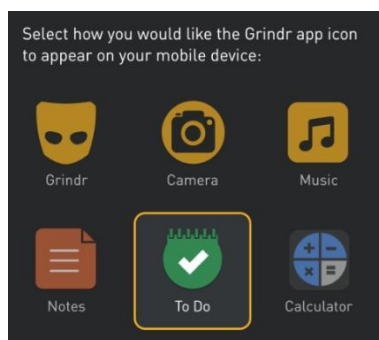 Select how you would like the Grindr app icon
to appear on your mobile device:
Grindr
Camera
Music
Notes
To Do
Calculator